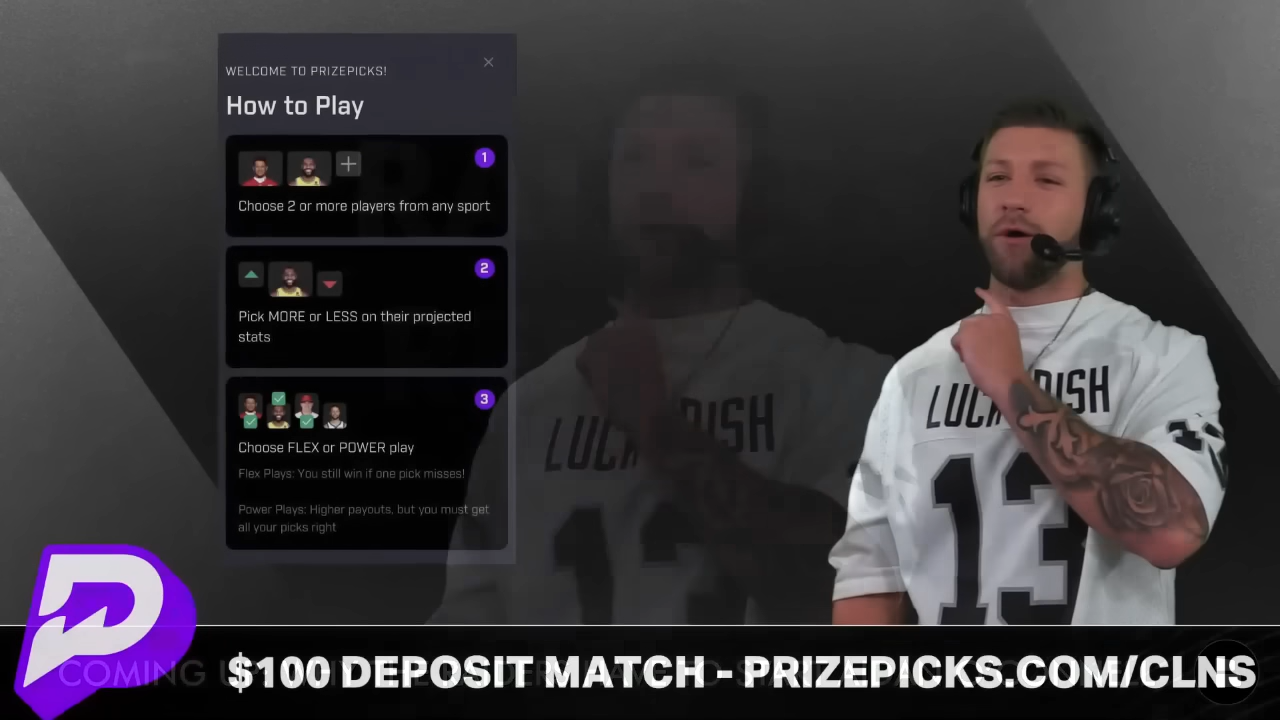 WELCOME TO PRIZEPICKS!
How to Play
1
Choose 2 or more players from any sport
2
Pick MORE or LESS on their projected
stats
3
Choose FLEX or POWER play
Flex Plays: You still win if one pick misses!
Power Plays: Higher payouts, but you must get
all your picks right
13
COMING
$100 DEPOSIT MATCH - PRIZEPICKS.COM/CLNS